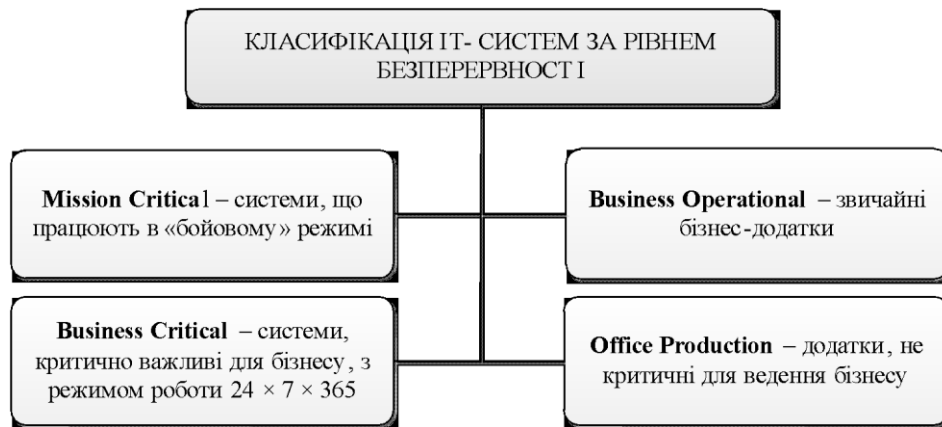 КЛАСИФІКАЦІЯ ІТ- СИСТЕМ ЗА РІВНЕМ
БЕЗПЕРЕРВНОСТ І
Mission Critical – системи, що
працюють в «бойовому» режимі
Business Operational – звичайні
бізнес-додатки
Business Critical – системи,
критично важливі для бізнесу, з
режимом роботи 24 × 7 × 365
Office Production – додатки, не
критичні для ведення бізнесу